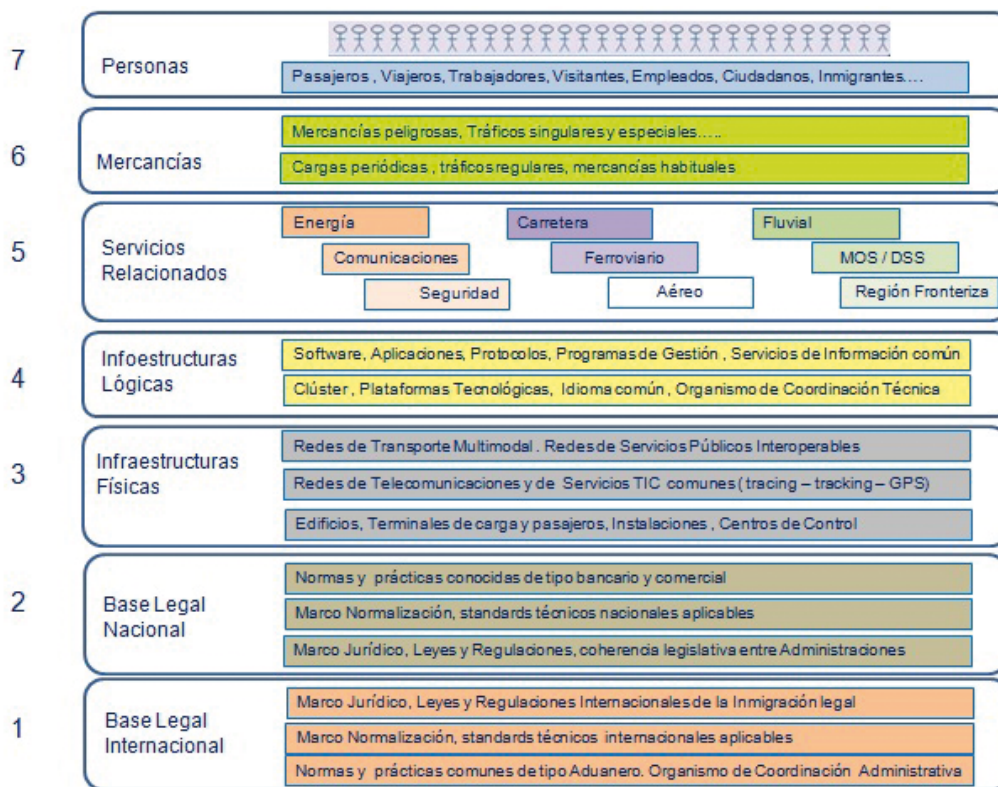 7
Personas
Pasajeros , Viajeros, Trabajadores, Visitantes, Empleados, Ciudadanos, Inmigrantes....
6
Mercancías
Mercancías peligrosas, Tráficos singulares y especiales.....
Cargas periódicas , tráficos regulares, mercancías habituales
5
Servicios
Relacionados
Energía
Carretera
Fluvial
Comunicaciones
Ferroviario
MOS / DSS
Seguridad
Aéreo
Región Fronteriza
4
Infoestructuras
Lógicas
Software, Aplicaciones, Protocolos, Programas de Gestión , Servicios de Información común
Clúster , Plataformas Tecnológicas, Idioma común , Organismo de Coordinación Técnica
3
Infraestructuras
Físicas
Redes de Transporte Multimodal . Redes de Servicios Públicos Interoperables
Redes de Telecomunicaciones y de Servicios TIC comunes ( tracing – tracking – GPS)
Edificios, Terminales de carga y pasajeros, Instalaciones , Centros de Control
2
Base Legal
Nacional
Normas y prácticas conocidas de tipo bancario y comercial
Marco Normalización, standards técnicos nacionales aplicables
Marco Jurídico, Leyes y Regulaciones, coherencia legislativa entre Administraciones
1
Base Legal
Internacional
Marco Jurídico, Leyes y Regulaciones Internacionales de la Inmigración legal
Marco Normalización, standards técnicos internacionales aplicables
Normas y prácticas comunes de tipo Aduanero. Organismo de Coordinación Administrativa